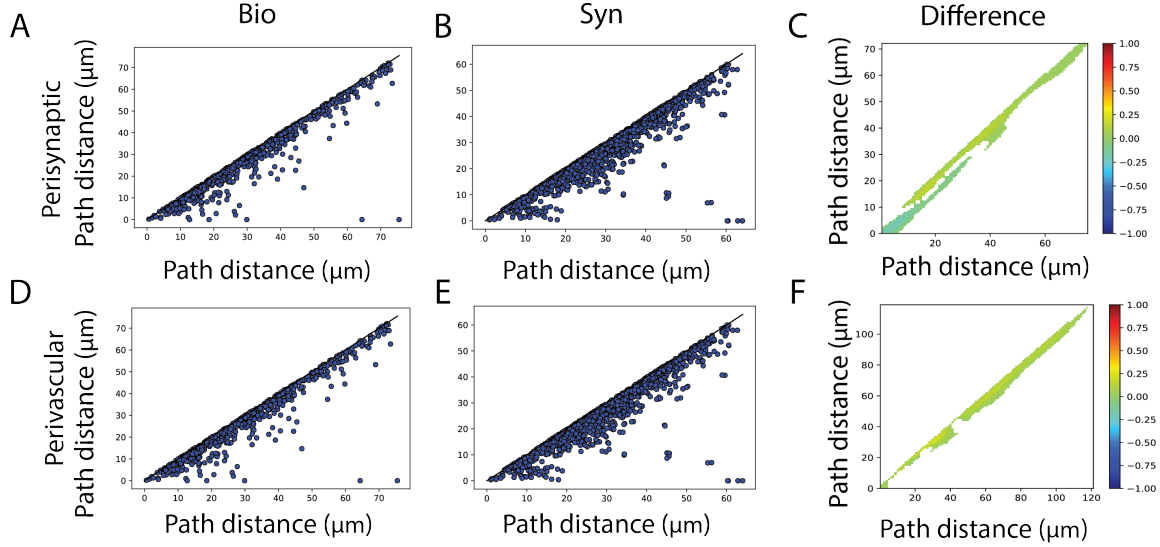 Bio
Syn
Difference
A
B
C
Perisynaptic
Path distance (μm)
70
60
50
40
30
20
10
0
0 10 20 30 40 50 60 70
Path distance (μm)
60
50
40
30
20
10
0
0 10 20 30 40 50 60
Path distance (μm)
Path distance (μm)
70
60
50
40
30
20
10
0
20 40 60
Path distance (μm)
1.00
0.75
0.50
0.25
0.00
−0.25
−0.50
−0.75
−1.00
D
E
F
Perivascular
Path distance (μm)
70
60
50
40
30
20
10
0
0 10 20 30 40 50 60 70
Path distance (μm)
60
50
40
30
20
10
0
0 10 20 30 40 50 60
Path distance (μm)
Path distance (μm)
100
80
60
40
20
0
20 40 60 80 100 120
Path distance (μm)
1.00
0.75
0.50
0.25
0.00
−0.25
−0.50
−0.75
−1.00